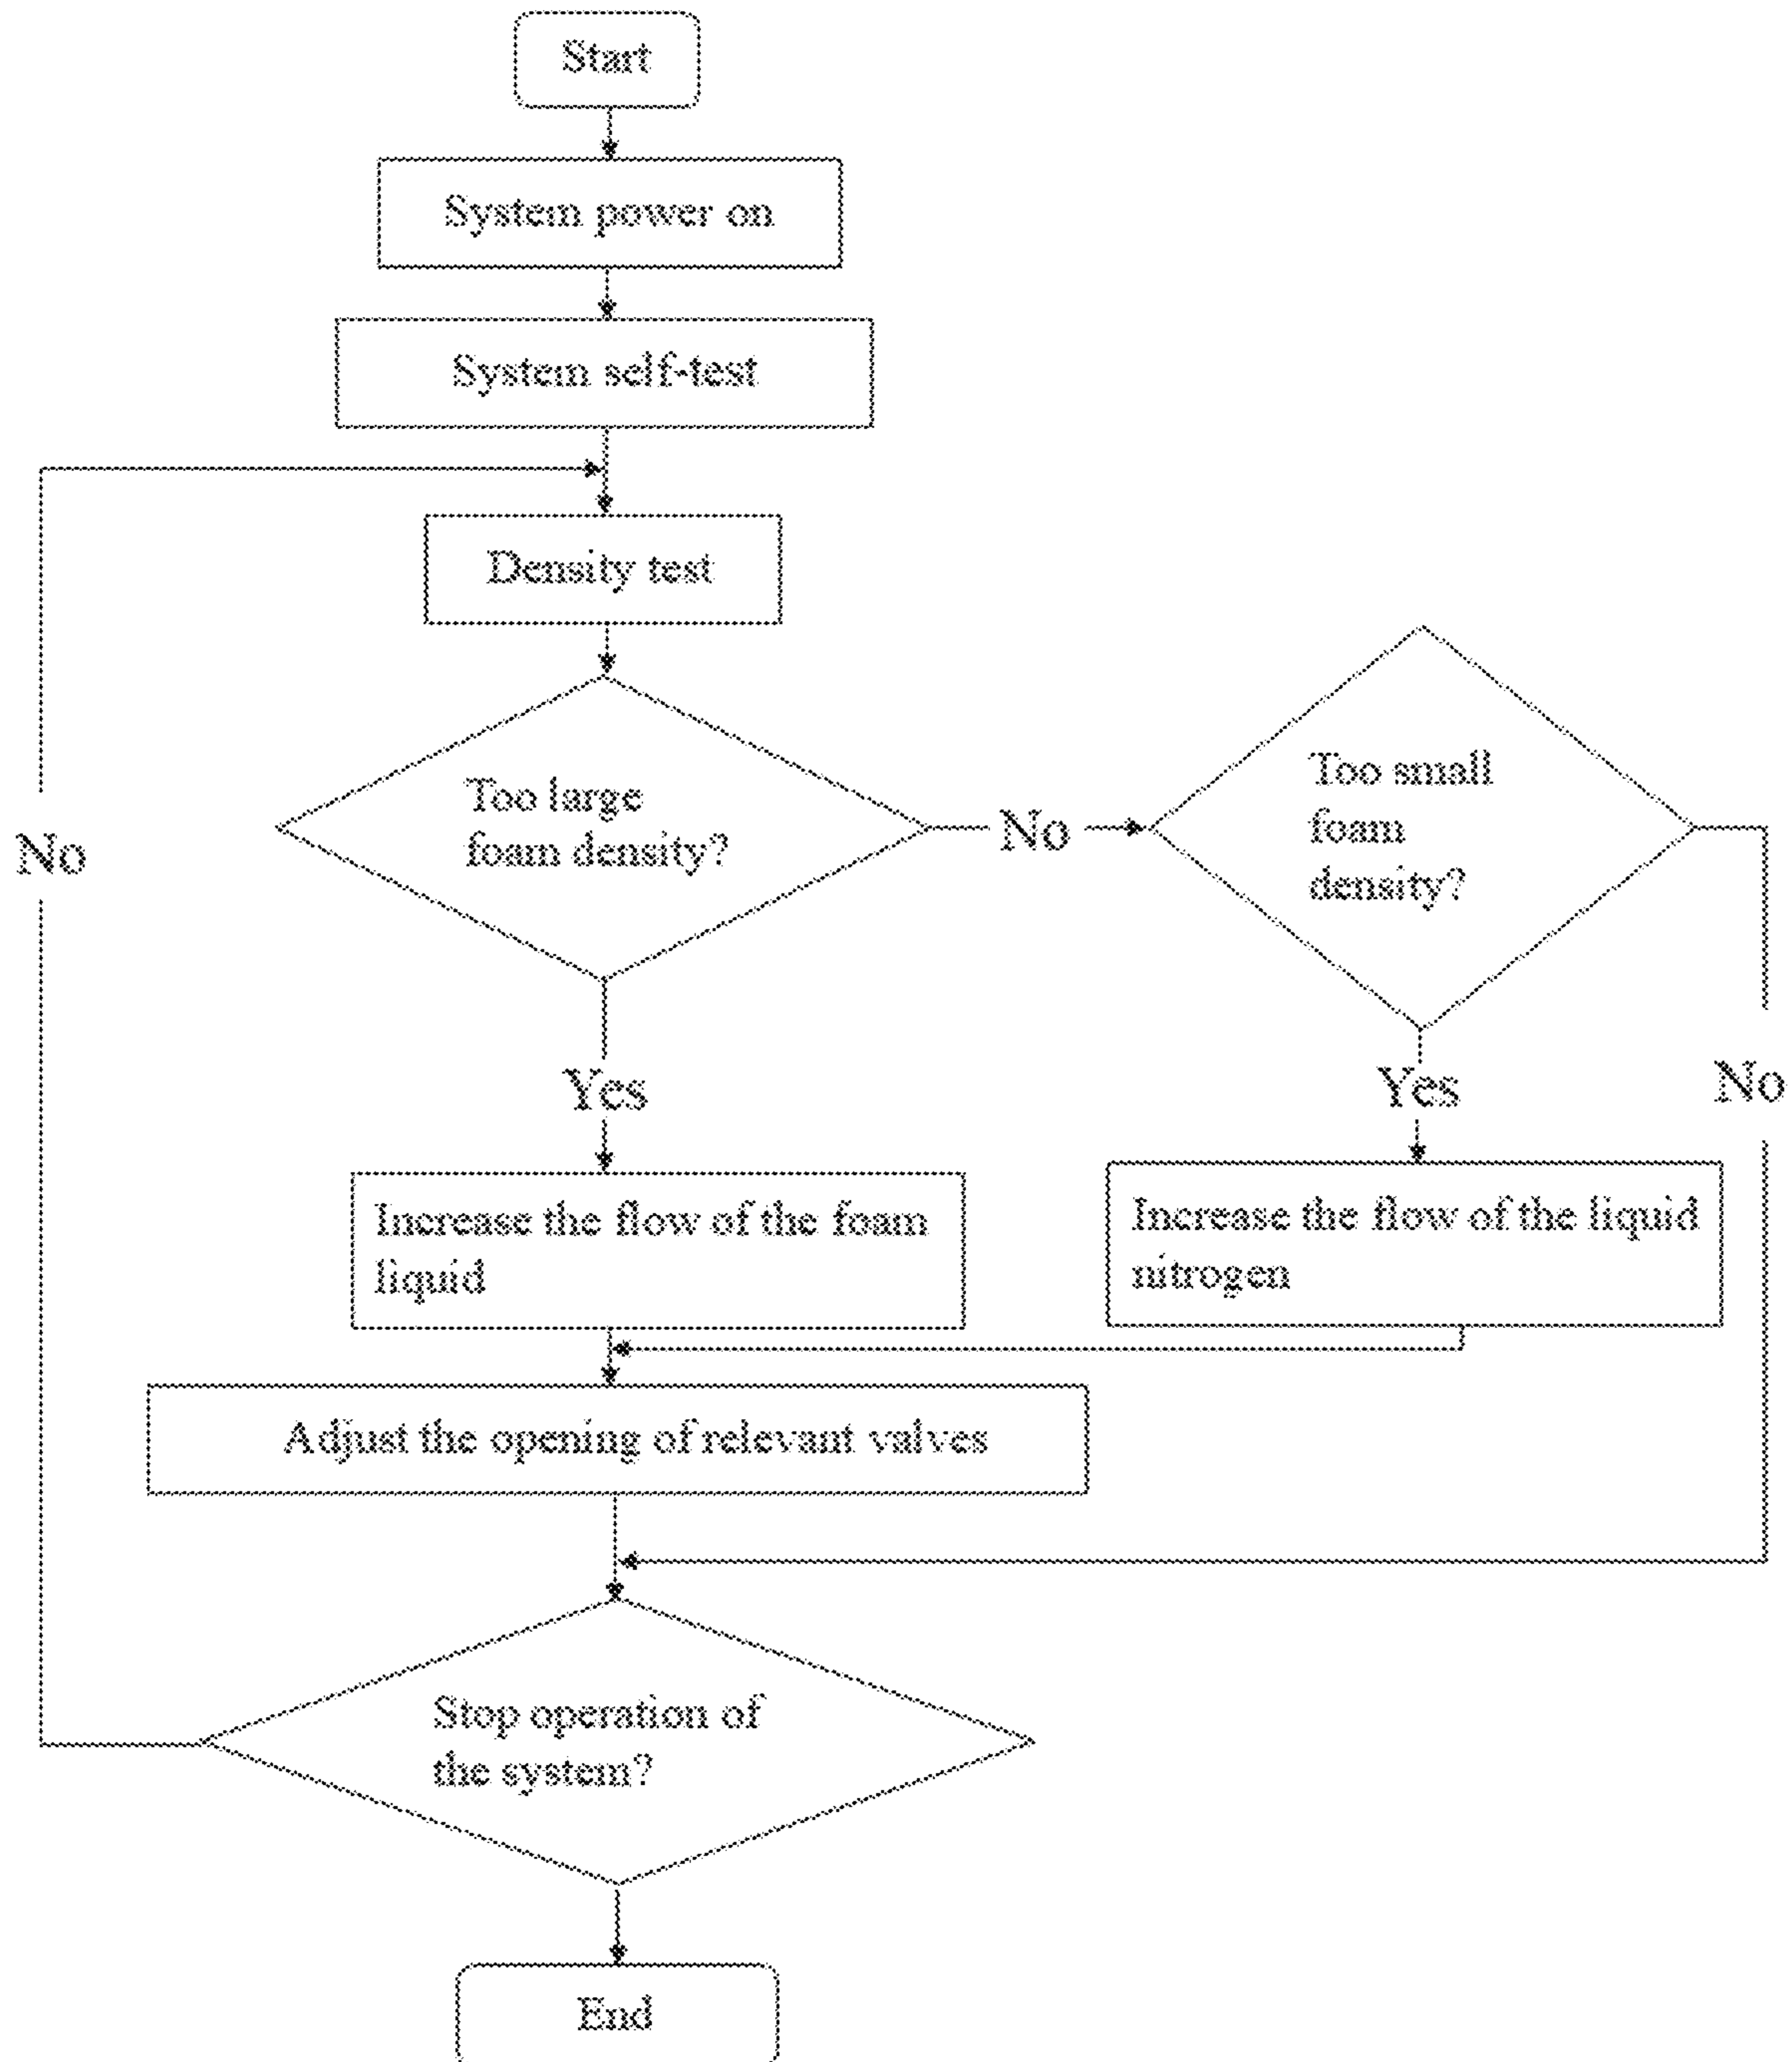 Start
System power on
System self-test
Density test
Too large
foam density?
No
Too small
foam
density?
No
Yes
Yes
No
Increase the flow of the foam
liquid
Increase the flow of the liquid
nitrogen
Adjust the opening of relevant valves
Stop operation of
the system?
End